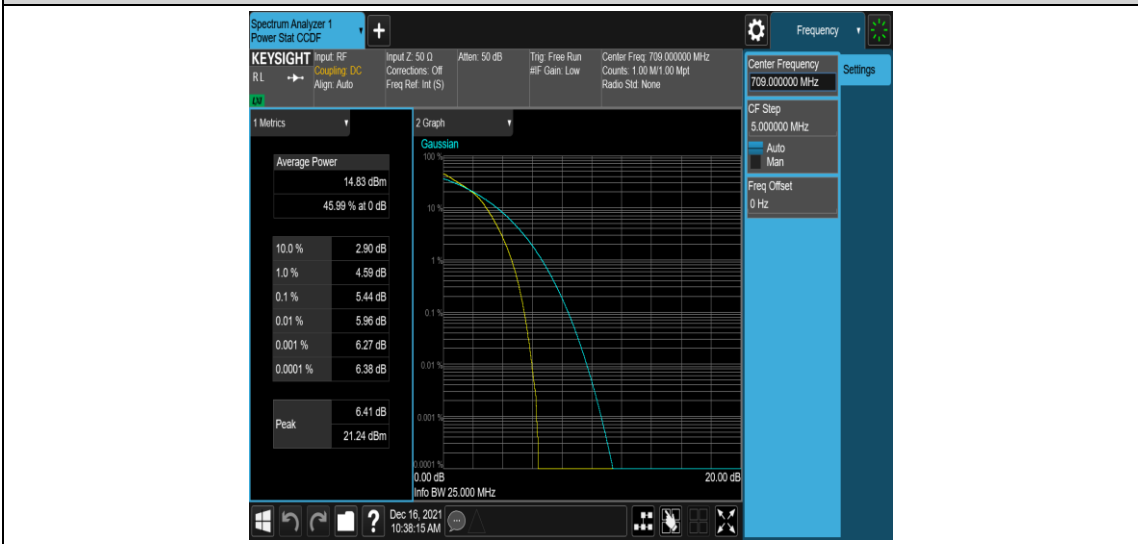 Spectrum Analyzer 1
Power Stat CCDF
+
Frequency
KEYSIGHT
Input: RF
Input Z: 50 Ω
Atten: 50 dB
Trig: Free Run
Center Freq: 709.000000 MHz
RL
Coupling: DC
Corrections: Off
#IF Gain: Low
Counts: 1.00 M/1.00 Mpt
Align: Auto
Freq Ref: Int (S)
Radio Std: None
LXI
Center Frequency
709.000000 MHz
Settings
CF Step
5.000000 MHz
Auto
Man
Freq Offset
0 Hz
1 Metrics
Average Power
14.83 dBm
45.99 % at 0 dB
10.0 % 2.90 dB
1.0 % 4.59 dB
0.1 % 5.44 dB
0.01 % 5.96 dB
0.001 % 6.27 dB
0.0001 % 6.38 dB
Peak
6.41 dB
21.24 dBm
2 Graph
Gaussian
100 %
10 %
1 %
0.1 %
0.01 %
0.001 %
0.0001 %
0.00 dB
20.00 dB
Info BW 25.000 MHz
?
Dec 16, 2021
10:38:15 AM